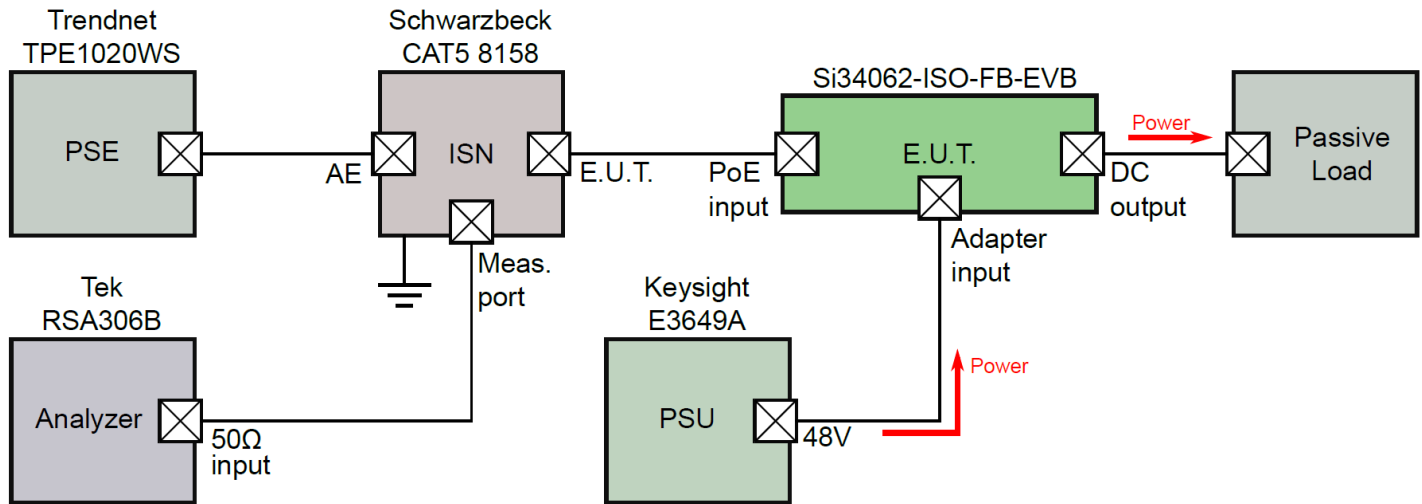 Trendnet
TPE1020WS
PSE
Schwarzbeck
CAT5 8158
ISN
AE
E.U.T.
Meas.
port
Si34062-ISO-FB-EVB
E.U.T.
PoE
input
DC
output
Adapter
input
Power
Passive
Load
Tek
RSA306B
Analyzer
50Ω
input
Keysight
E3649A
PSU
48V
Power